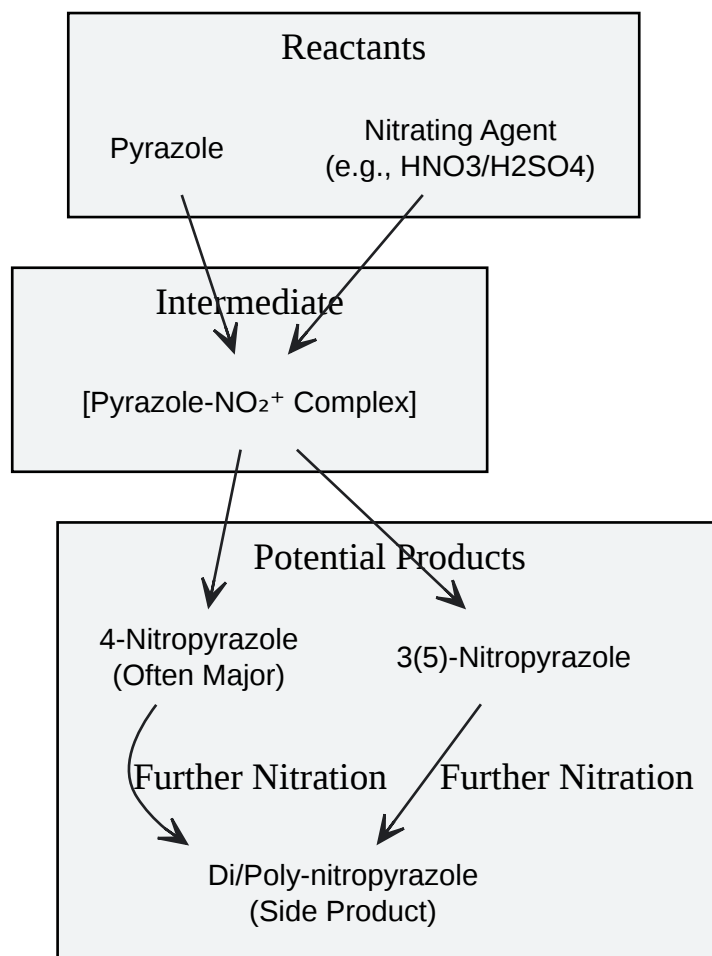 Reactants
Pyrazole
Nitrating Agent
(e.g., HNO3/H2SO4)
Intermediate
[Pyrazole-NO₂⁺ Complex]
Potential Products
4-Nitropyrazole
(Often Major)
3(5)-Nitropyrazole
Further Nitration
Further Nitration
Di/Poly-nitropyrazole
(Side Product)